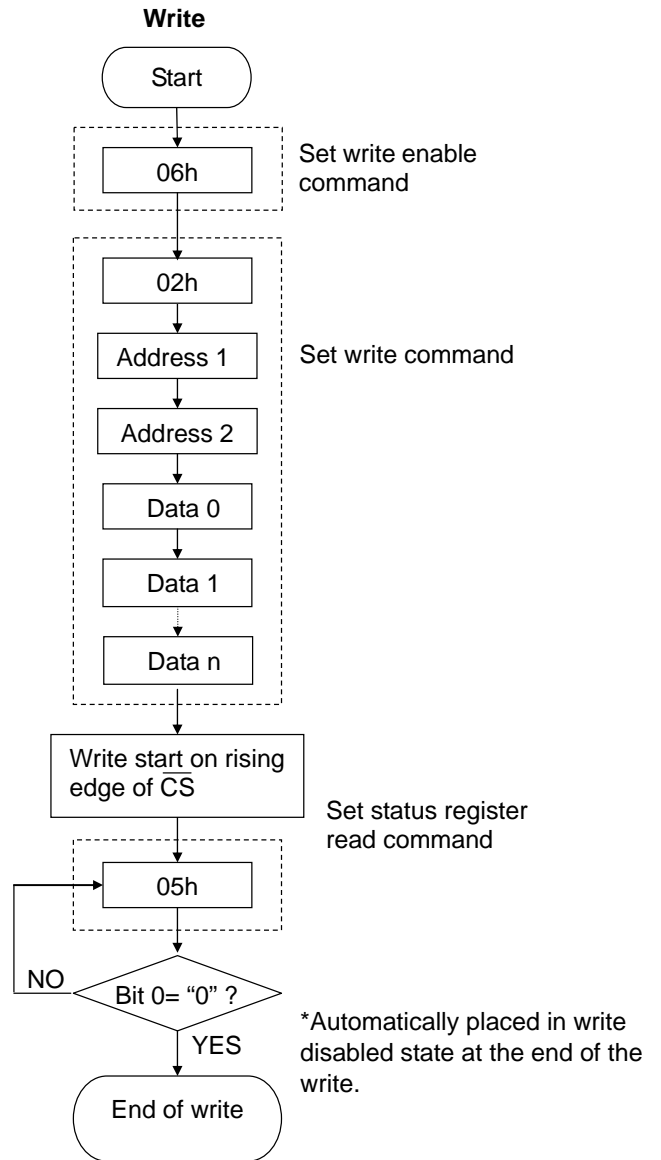 Write
Start
06h
Set write enable
command
02h
Address 1
Set write command
Address 2
Data 0
Data 1
Data n
Write start on rising
edge of C̅S̅
Set status register
read command
05h
NO
Bit 0= “0” ?
YES
*Automatically placed in write
disabled state at the end of the
write.
End of write